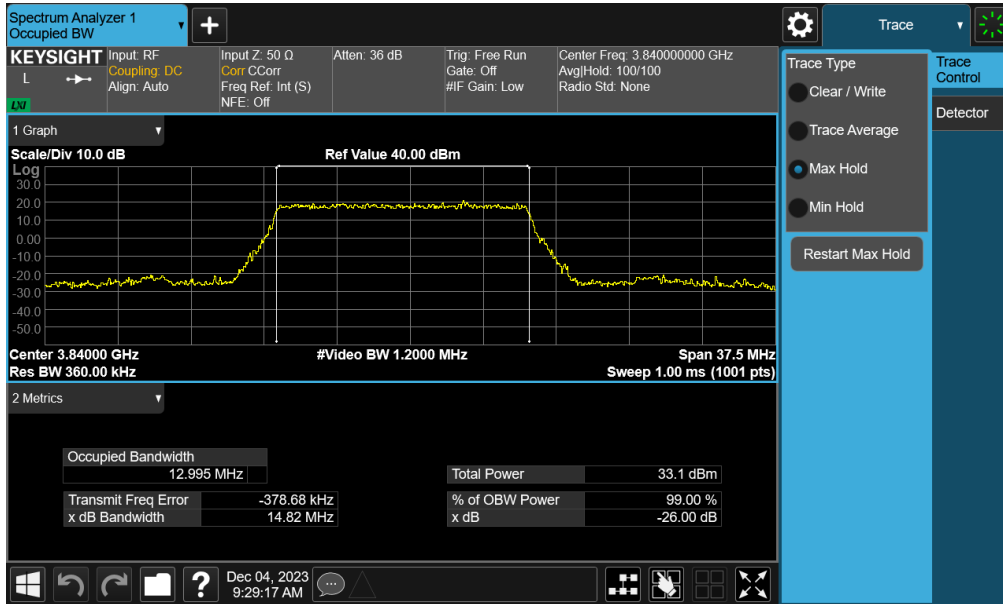 Spectrum Analyzer 1
Occupied BW
Trace
KEYSIGHT
L
LXI
Input: RF
Coupling: DC
Align: Auto
Input Z: 50 Ω
Corr CCorr
Freq Ref: Int (S)
NFE: Off
Atten: 36 dB
Trig: Free Run
Gate: Off
#IF Gain: Low
Center Freq: 3.840000000 GHz
Avg|Hold: 100/100
Radio Std: None
Trace Type
Clear / Write
Trace Average
Max Hold
Min Hold
Restart Max Hold
Trace
Control
Detector
1 Graph
Scale/Div 10.0 dB
Ref Value 40.00 dBm
Log
30.0
20.0
10.0
0.00
-10.0
-20.0
-30.0
-40.0
-50.0
Center 3.84000 GHz
#Video BW 1.2000 MHz
Span 37.5 MHz
Res BW 360.00 kHz
Sweep 1.00 ms (1001 pts)
2 Metrics
Occupied Bandwidth
12.995 MHz
Total Power 33.1 dBm
Transmit Freq Error -378.68 kHz
% of OBW Power 99.00 %
x dB Bandwidth 14.82 MHz
x dB -26.00 dB
?
Dec 04, 2023
9:29:17 AM